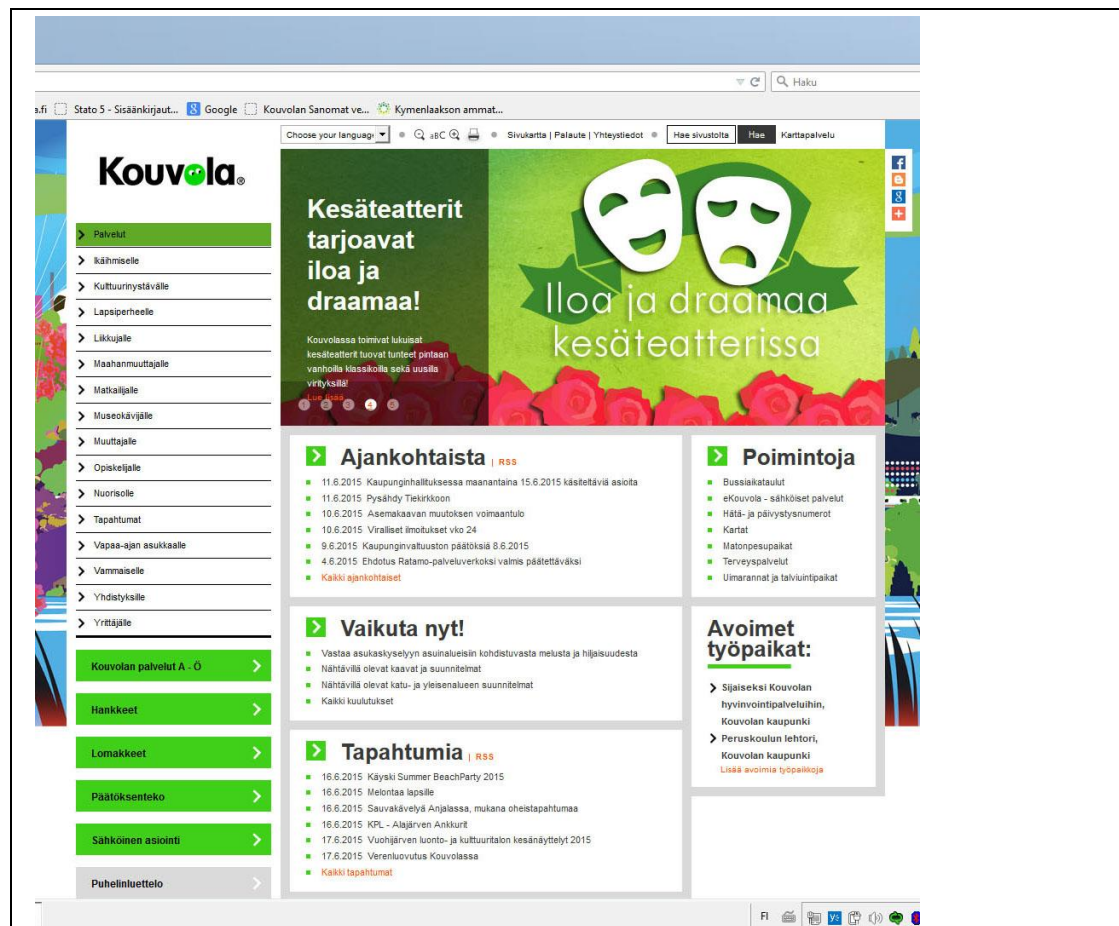 Haku
a.fi Stato 5 - Sisäänkirjaut... Google Kouvolan Sanomat ve... Kymenlaakson ammat...
Choose your languag aBC Sivukartta | Palaute | Yhteystiedot Hae sivustolta Hae Karttapalvelu
Kouvola®
Palvelut
Ikäihmiselle
Kulttuurinystävälle
Lapsiperheelle
Liikkujalle
Maahanmuuttajalle
Matkailijalle
Museokävijälle
Muuttajalle
Opiskelijalle
Nuorisolle
Tapahtumat
Vapaa-ajan asukkaalle
Vammaiselle
Yhdistyksille
Yrittäjälle
Kouvolan palvelut A - Ö
Hankkeet
Lomakkeet
Päätöksenteko
Sähköinen asiointi
Puhelinluettelo
Kesäteatterit
tarjoavat
iloa ja
draamaa!
Kouvolassa toimivat lukuisat
kesäteatterit tuovat tunteet pintaan
vanhoilla klassikoilla sekä uusilla
virityksillä!
Lue lisää
1 2 3 4 5
Iloa ja draamaa
kesäteatterissa
Ajankohtaista | RSS
11.6.2015 Kaupunginhallituksessa maanantaina 15.6.2015 käsiteltäviä asioita
11.6.2015 Pysähdy Tiekirkkoon
10.6.2015 Asemakaavan muutoksen voimaantulo
10.6.2015 Viralliset ilmoitukset vko 24
9.6.2015 Kaupunginvaltuuston päätöksiä 8.6.2015
4.6.2015 Ehdotus Ratamo-palveluverkoksi valmis päätettäväksi
Kaikki ajankohtaiset
Vaikuta nyt!
Vastaa asukaskyselyyn asuinalueisiin kohdistuvasta melusta ja hiljaisuudesta
Nähtävillä olevat kaavat ja suunnitelmat
Nähtävillä olevat katu- ja yleisenalueen suunnitelmat
Kaikki kuulutukset
Tapahtumia | RSS
16.6.2015 Käyski Summer BeachParty 2015
16.6.2015 Melontaa lapsille
16.6.2015 Sauvakävelyä Anjalassa, mukana oheistapahtumaa
16.6.2015 KPL - Alajärven Ankkurit
17.6.2015 Vuohijärven luonto- ja kulttuuritalon kesänäyttelyt 2015
17.6.2015 Verenluovutus Kouvolassa
Kaikki tapahtumat
Poimintoja
Bussiaikataulut
eKouvola - sähköiset palvelut
Hätä- ja päivystysnumerot
Kartat
Matonpesupaikat
Terveyspalvelut
Uimarannat ja talviuintipaikat
Avoimet
työpaikat:
Sijaiseksi Kouvolan
hyvinvointipalveluihin,
Kouvolan kaupunki
Peruskoulun lehtori,
Kouvolan kaupunki
Lisää avoimia työpaikkoja
FI